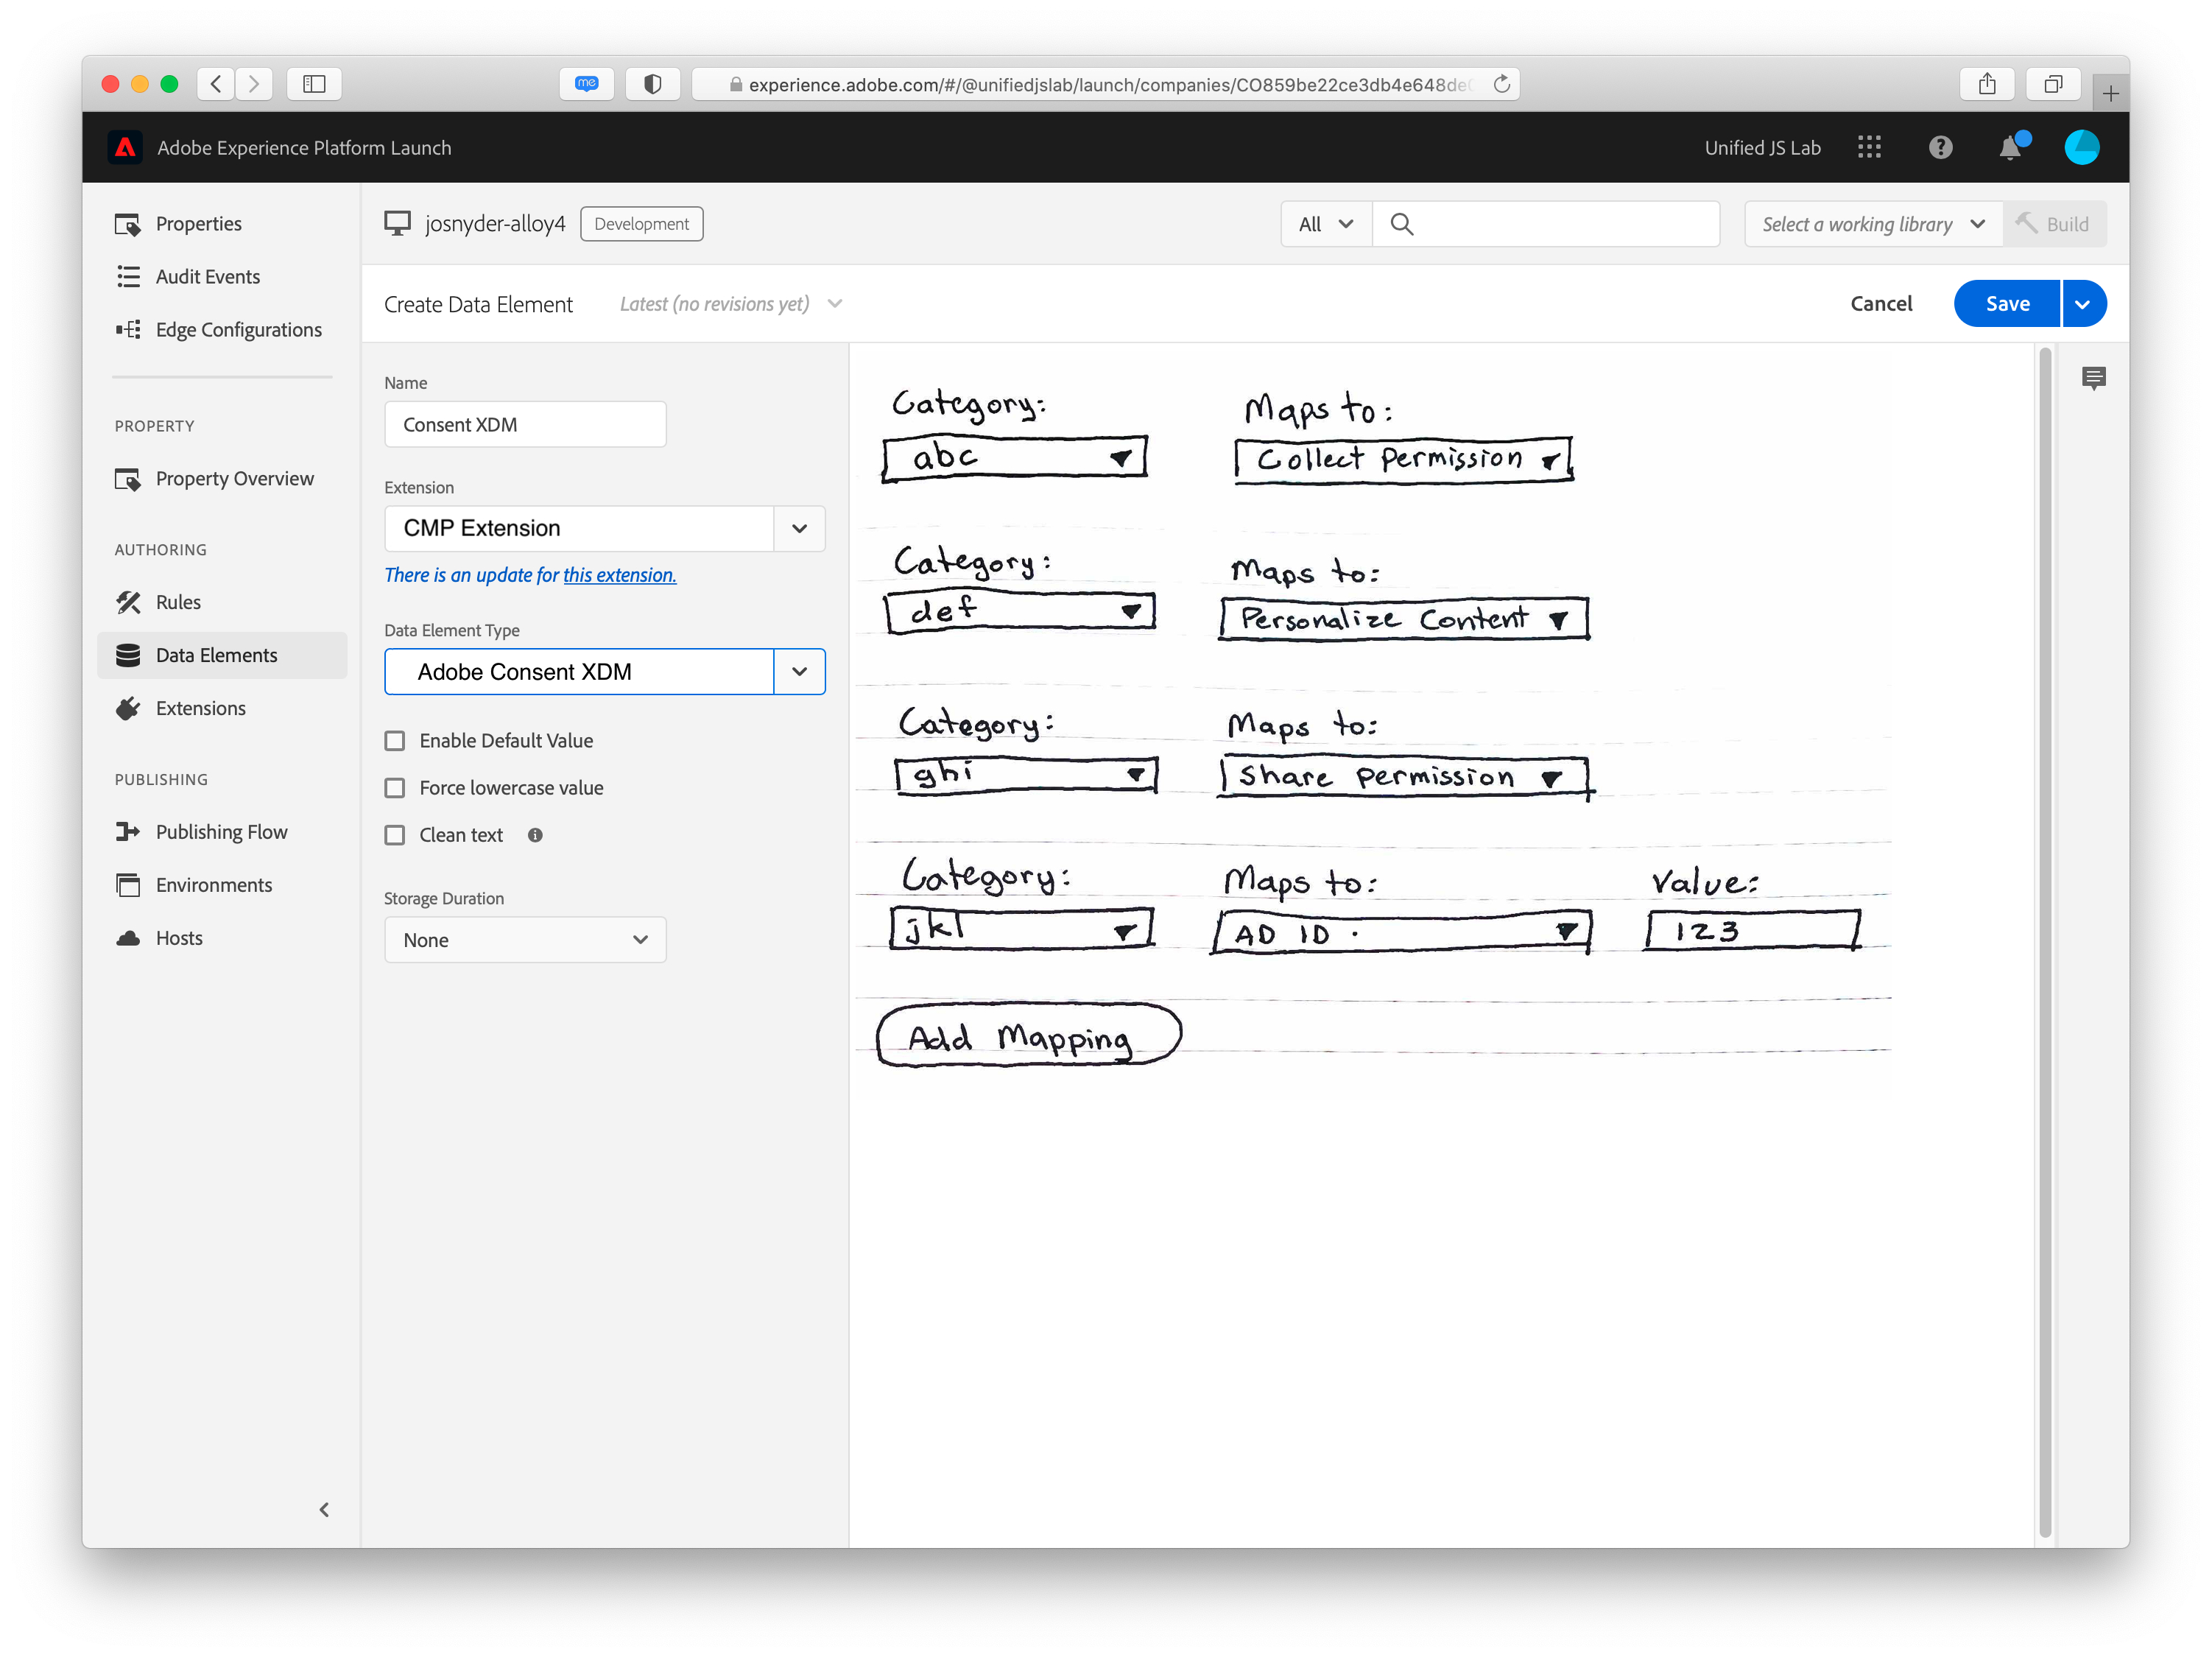 me
experience.adobe.com/#/@unifiedjslab/launch/companies/CO859be22ce3db4e648de
Adobe Experience Platform Launch
Unified JS Lab
Properties
Audit Events
Edge Configurations
PROPERTY
Property Overview
AUTHORING
Rules
Data Elements
Extensions
PUBLISHING
Publishing Flow
Environments
Hosts
josnyder-alloy4 Development
All
Select a working library
Build
Create Data Element
Latest (no revisions yet)
Cancel
Save
Name
Consent XDM
Extension
CMP Extension
There is an update for this extension.
Data Element Type
Adobe Consent XDM
Enable Default Value
Force lowercase value
Clean text
Storage Duration
None
Category: Maps to:
abc Collect Permission
Category: Maps to:
def Personalize Content
Category: Maps to:
ghi Share Permission
Category: Maps to: Value:
jkl AD ID 123
Add Mapping